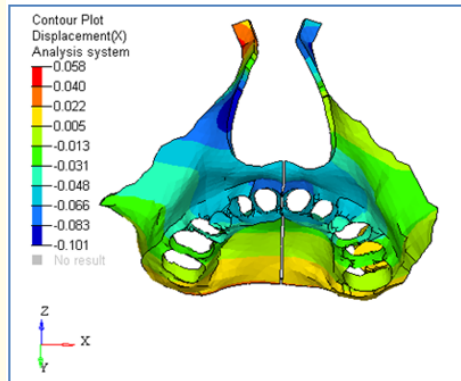 Contour Plot
Displacement(X)
Analysis system
0.058
0.040
0.022
0.005
-0.013
-0.031
-0.048
-0.066
-0.083
-0.101
No result
Z
X
Y